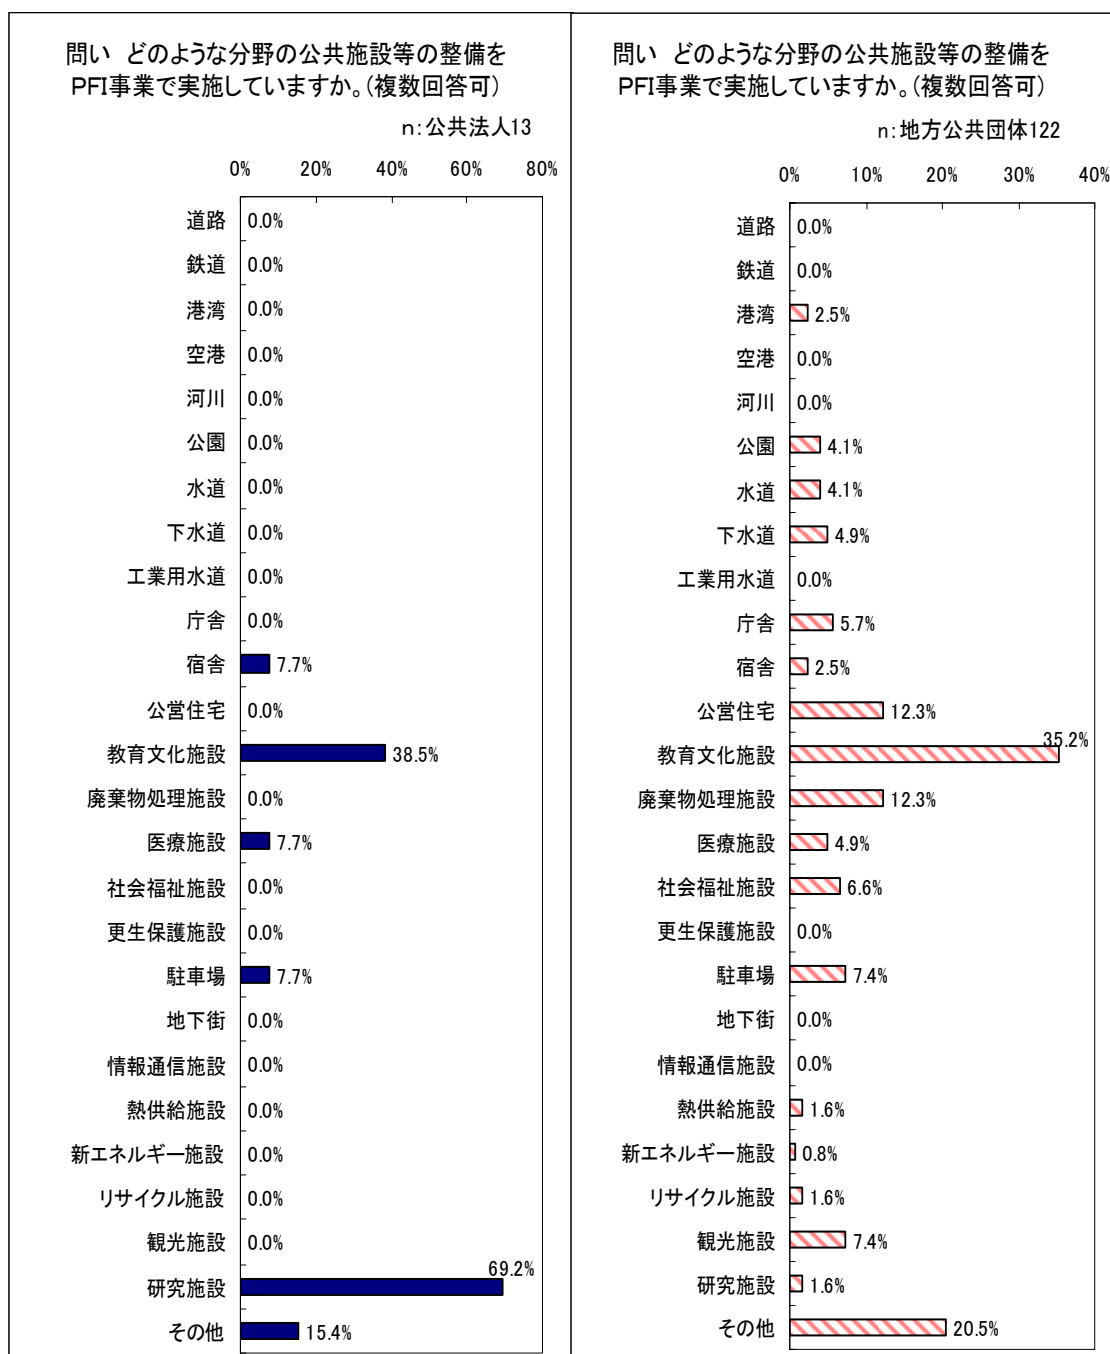 問い どのような分野の公共施設等の整備を
PFI事業で実施していますか。(複数回答可)
n:公共法人13
0% 20% 40% 60% 80%
道路 0.0%
鉄道 0.0%
港湾 0.0%
空港 0.0%
河川 0.0%
公園 0.0%
水道 0.0%
下水道 0.0%
工業用水道 0.0%
庁舎 0.0%
宿舎 7.7%
公営住宅 0.0%
教育文化施設 38.5%
廃棄物処理施設 0.0%
医療施設 7.7%
社会福祉施設 0.0%
更生保護施設 0.0%
駐車場 7.7%
地下街 0.0%
情報通信施設 0.0%
熱供給施設 0.0%
新エネルギー施設 0.0%
リサイクル施設 0.0%
観光施設 0.0%
研究施設 69.2%
その他 15.4%
問い どのような分野の公共施設等の整備を
PFI事業で実施していますか。(複数回答可)
n:地方公共団体122
0% 10% 20% 30% 40%
道路 0.0%
鉄道 0.0%
港湾 2.5%
空港 0.0%
河川 0.0%
公園 4.1%
水道 4.1%
下水道 4.9%
工業用水道 0.0%
庁舎 5.7%
宿舎 2.5%
公営住宅 12.3%
教育文化施設 35.2%
廃棄物処理施設 12.3%
医療施設 4.9%
社会福祉施設 6.6%
更生保護施設 0.0%
駐車場 7.4%
地下街 0.0%
情報通信施設 0.0%
熱供給施設 1.6%
新エネルギー施設 0.8%
リサイクル施設 1.6%
観光施設 7.4%
研究施設 1.6%
その他 20.5%